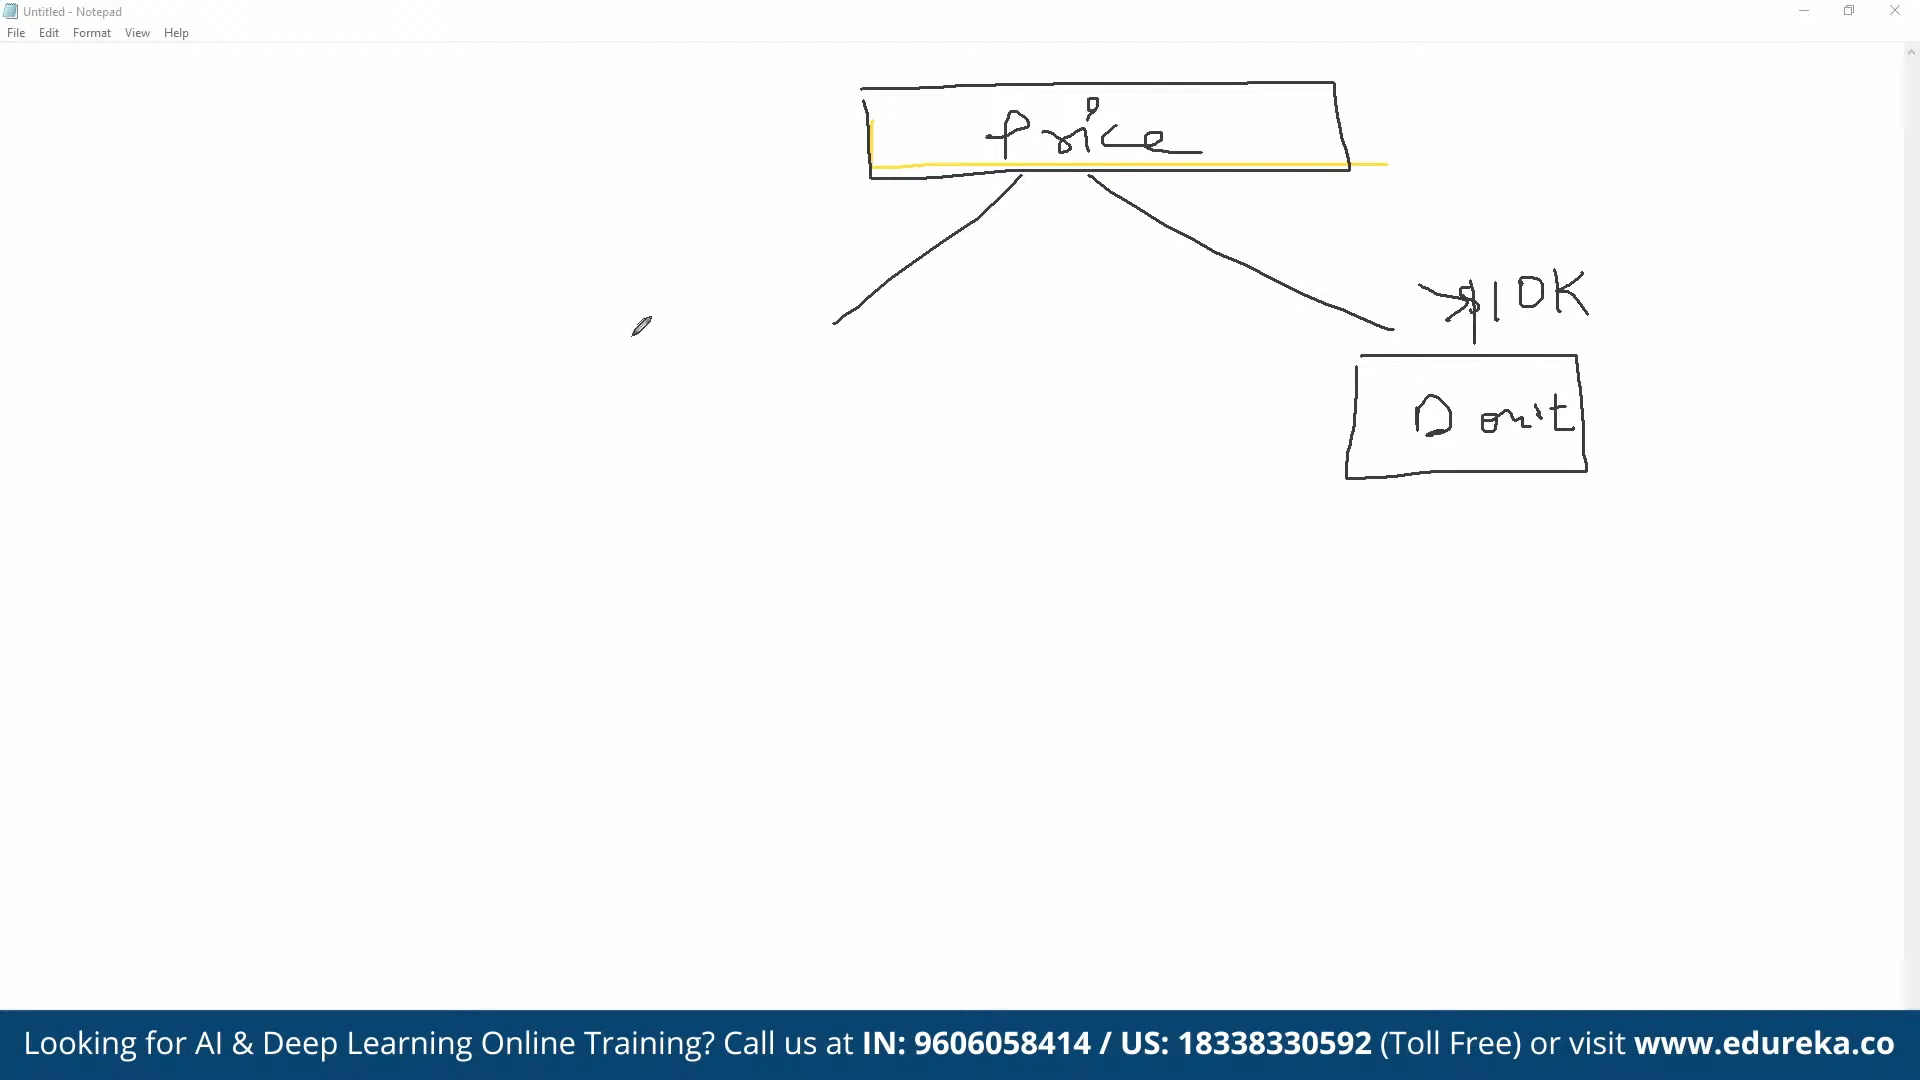 Untitled - Notepad
File Edit Format View Help
Price
>$10K
Don't
Looking for AI & Deep Learning Online Training? Call us at IN: 9606058414 / US: 18338330592 (Toll Free) or visit www.edureka.co